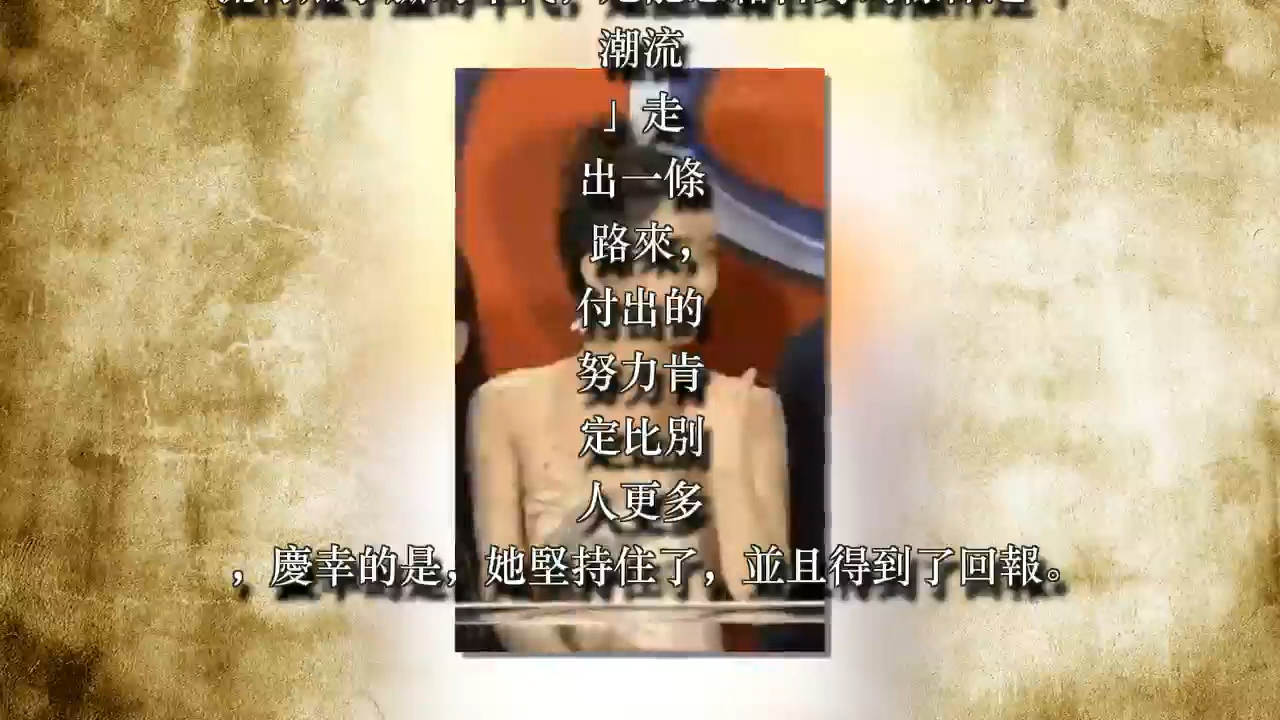 潮流
」走
出一條
路來，
付出的
努力肯
定比別
人更多
，慶幸的是，她堅持住了，並且得到了回報。